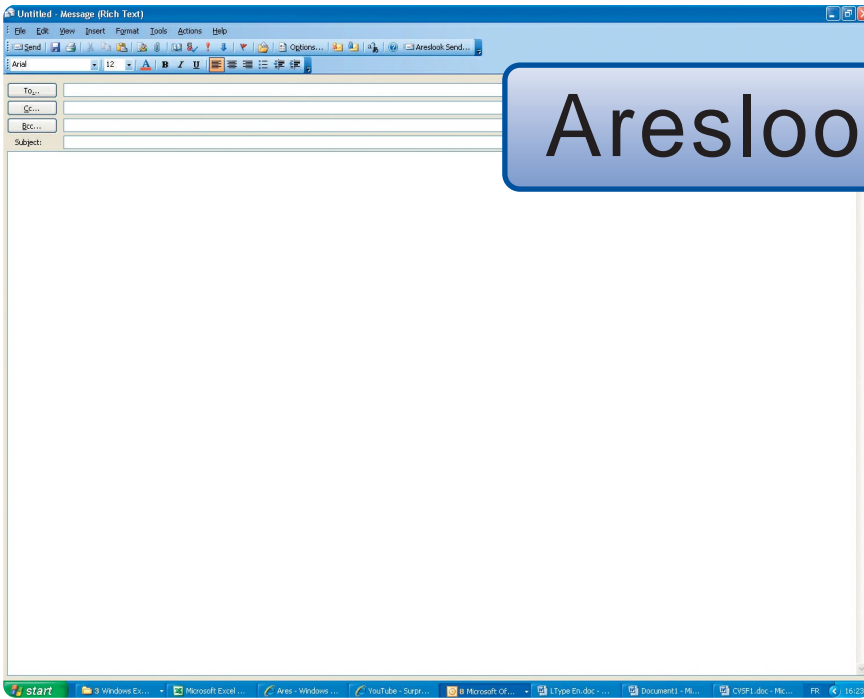 Untitled - Message (Rich Text)
File Edit View Insert Format Tools Actions Help
Send Options... Areslook Send...
Arial 12 A B I U
To...
Cc...
Bcc...
Subject:
Aresloo
start 3 Windows Ex... Microsoft Excel ... Ares - Windows ... YouTube - Surpr... 8 Microsoft Of... LType En.doc - ... Document1 - Mi... CVSF1.doc - Mic... FR 16:23